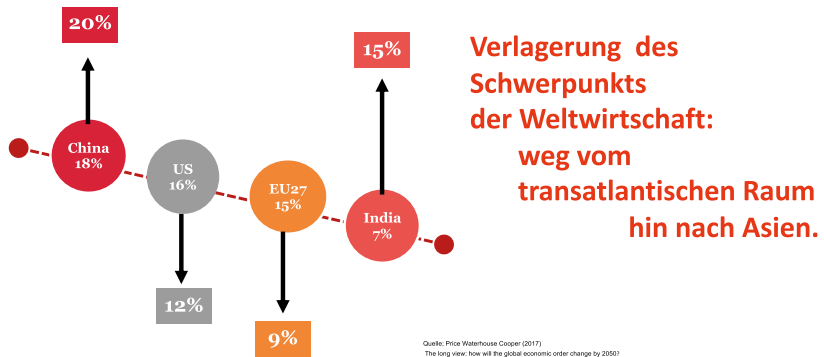 20%
China
18%
US
16%
12%
EU27
15%
9%
15%
India
7%
Verlagerung des
Schwerpunkts
der Weltwirtschaft:
weg vom
transatlantischen Raum
hin nach Asien.
Quelle; Price Waterhouse Cooper (2017)
The long view: how will the global economic order change by 2050?